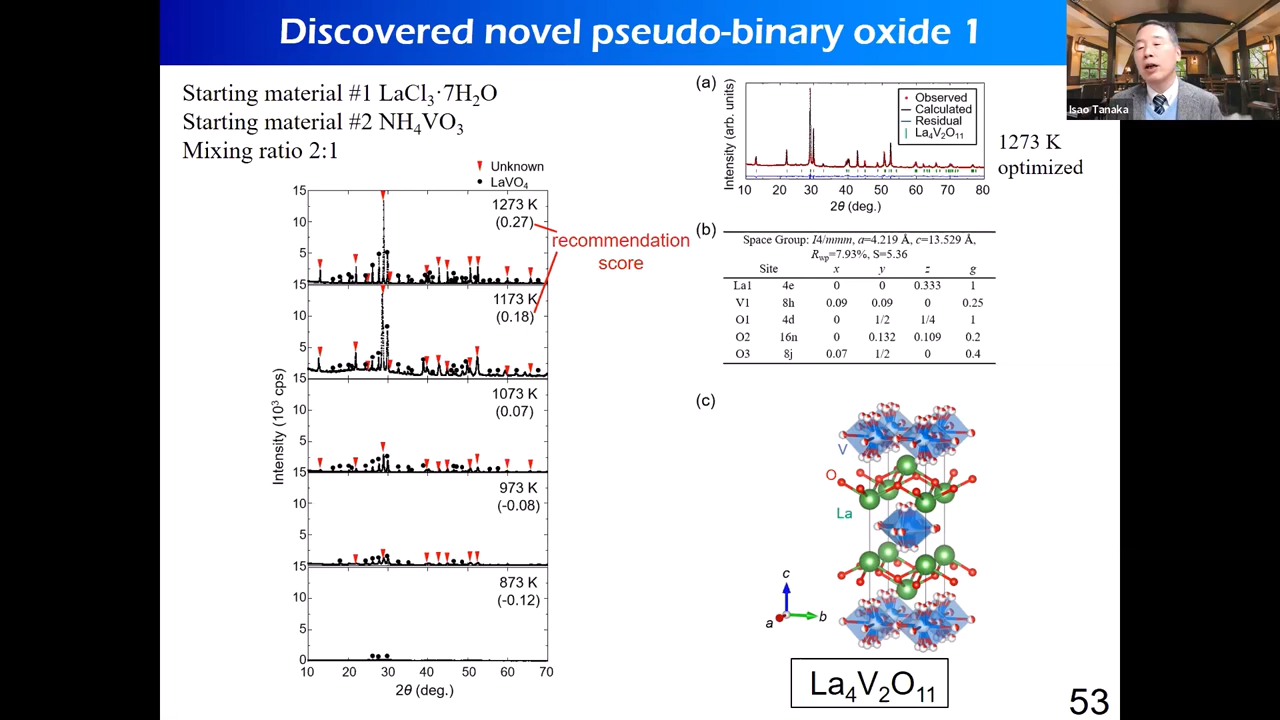 Discovered novel pseudo-binary oxide 1
Isao Tanaka
Starting material #1 LaCl₃·7H₂O
Starting material #2 NH₄VO₃
Mixing ratio 2:1
Unknown
LaVO₄
1273 K
(0.27)
recommendation
score
1173 K
(0.18)
1073 K
(0.07)
973 K
(-0.08)
873 K
(-0.12)
15
10
5
15
10
5
15
10
5
15
10
5
15
10
5
0
Intensity (10³ cps)
10 20 30 40 50 60 70
2θ (deg.)
(a)
Intensity (arb. units)
Observed
Calculated
Residual
La₄V₂O₁₁
10 20 30 40 50 60 70 80
2θ (deg.)
1273 K
optimized
(b)
Space Group: I4/mmm, a=4.219 Å, c=13.529 Å,
Rwp=7.93%, S=5.36
Site x y z g
La1 4e 0 0 0.333 1
V1 8h 0.09 0.09 0 0.25
O1 4d 0 1/2 1/4 1
O2 16n 0 0.132 0.109 0.2
O3 8j 0.07 1/2 0 0.4
(c)
V
O
La
c
a
b
La₄V₂O₁₁
53